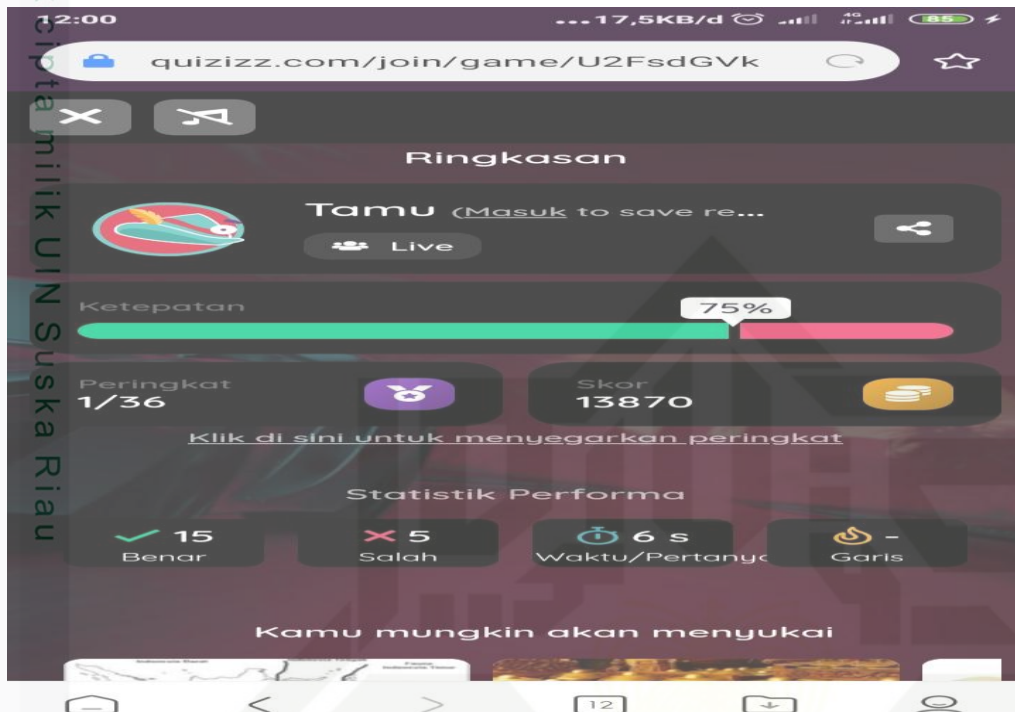 12:00
...17,5KB/d
4G
85
quizizz.com/join/game/U2FsdGVk
Ringkasan
Tamu (Masuk to save re...
Live
Ketepatan
75%
Peringkat
1/36
Skor
13870
Klik di sini untuk menyegarkan peringkat
Statistik Performa
15
Benar
5
Salah
6 s
Waktu/Pertanya
-
Garis
Kamu mungkin akan menyukai
12
cipta milik UIN Suska Riau